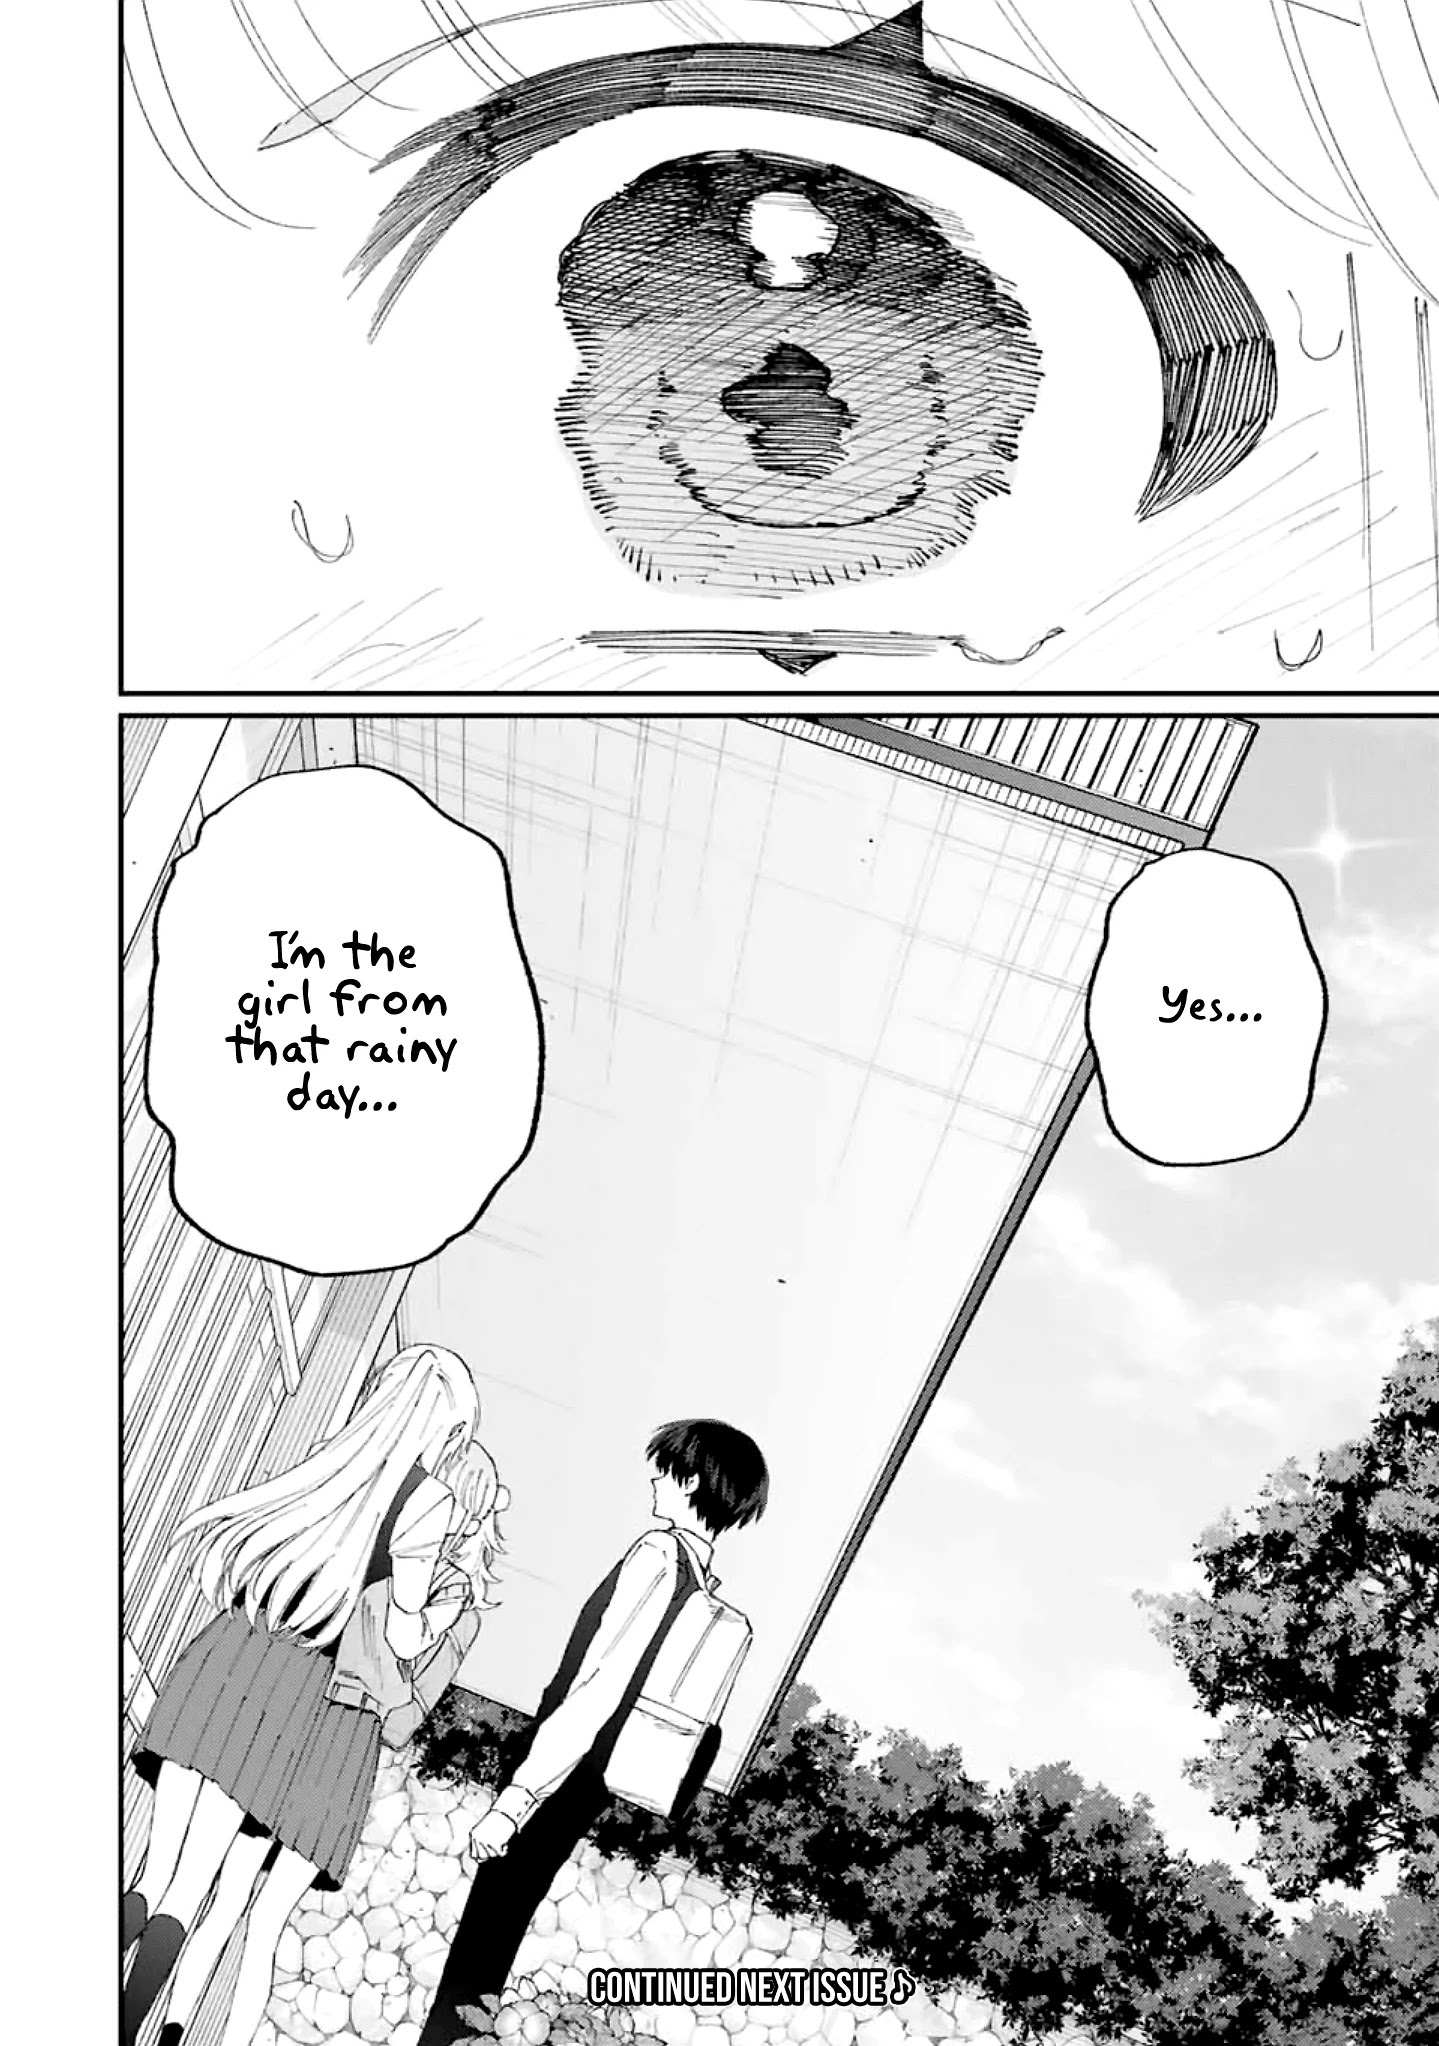 Yes...
I'm the
girl from
that rainy
day...
CONTINUED NEXT ISSUE ♪